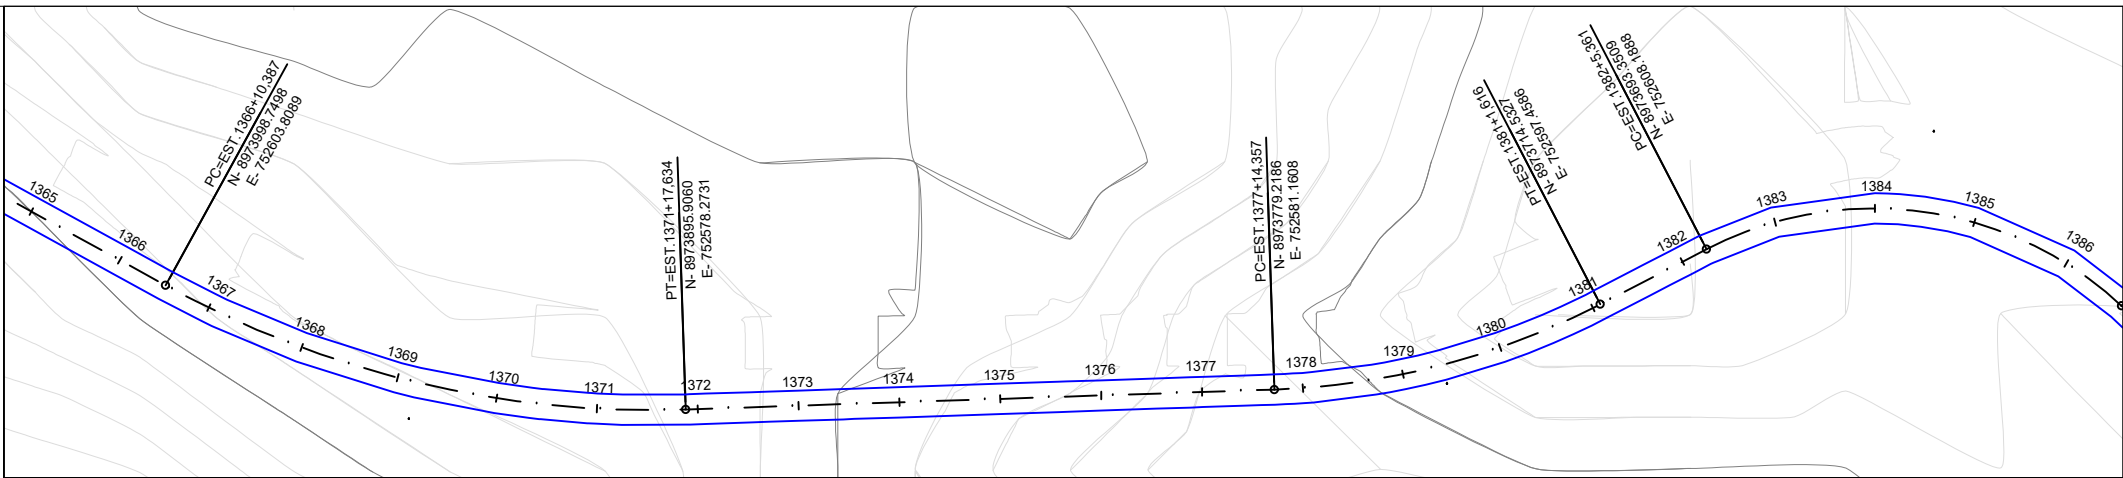 1365
1366
PC=EST.1366+10,387
N- 8973998.7498
E- 752603.8089
1367
1368
1369
1370
1371
PT=EST.1371+17,634
N- 8973895.9060
E- 752578.2731
1372
1373
1374
1375
1376
1377
PC=EST.1377+14,357
N- 8973779.2186
E- 752581.1608
1378
1379
1380
1381
PT=EST.1381+1,616
N- 8973714.5327
E- 752597.4586
1382
PC=EST.1382+5,361
N- 8973693.3509
E- 752608.1888
1383
1384
1385
1386